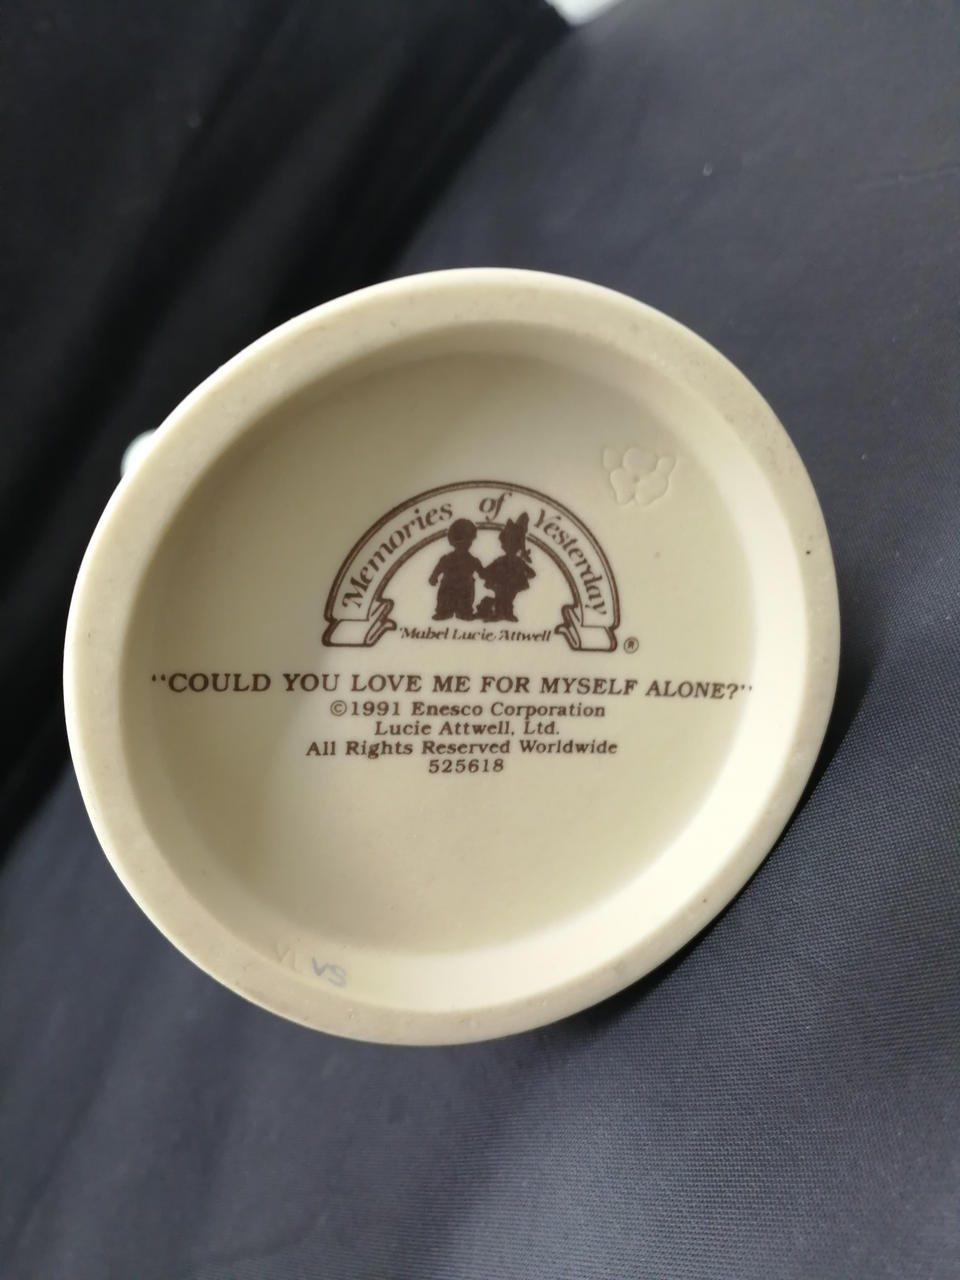 Memories of Yesterday
Mabel Lucie Attwell ®
"COULD YOU LOVE ME FOR MYSELF ALONE?"
©1991 Enesco Corporation
Lucie Attwell, Ltd.
All Rights Reserved Worldwide
525618
VL VS